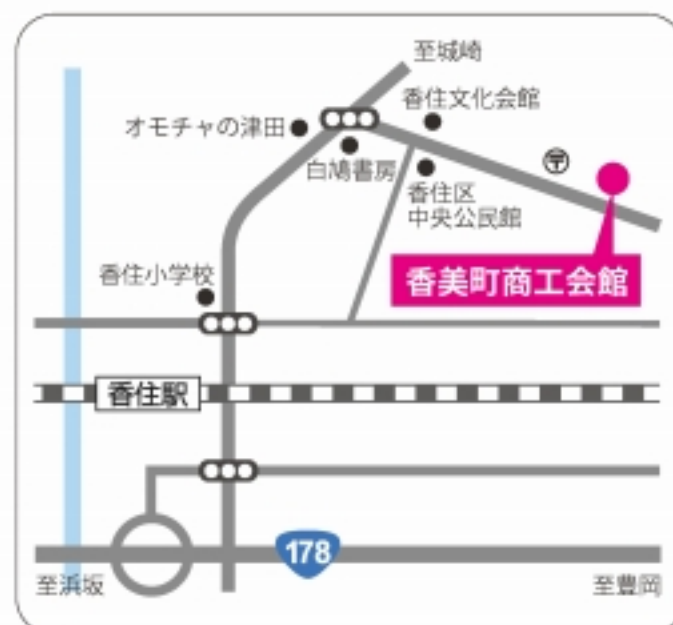 至城崎
香住文化会館
オモチャの津田
白鳩書房
〒
香住区
中央公民館
香美町商工会館
香住小学校
香住駅
178
至浜坂
至豊岡